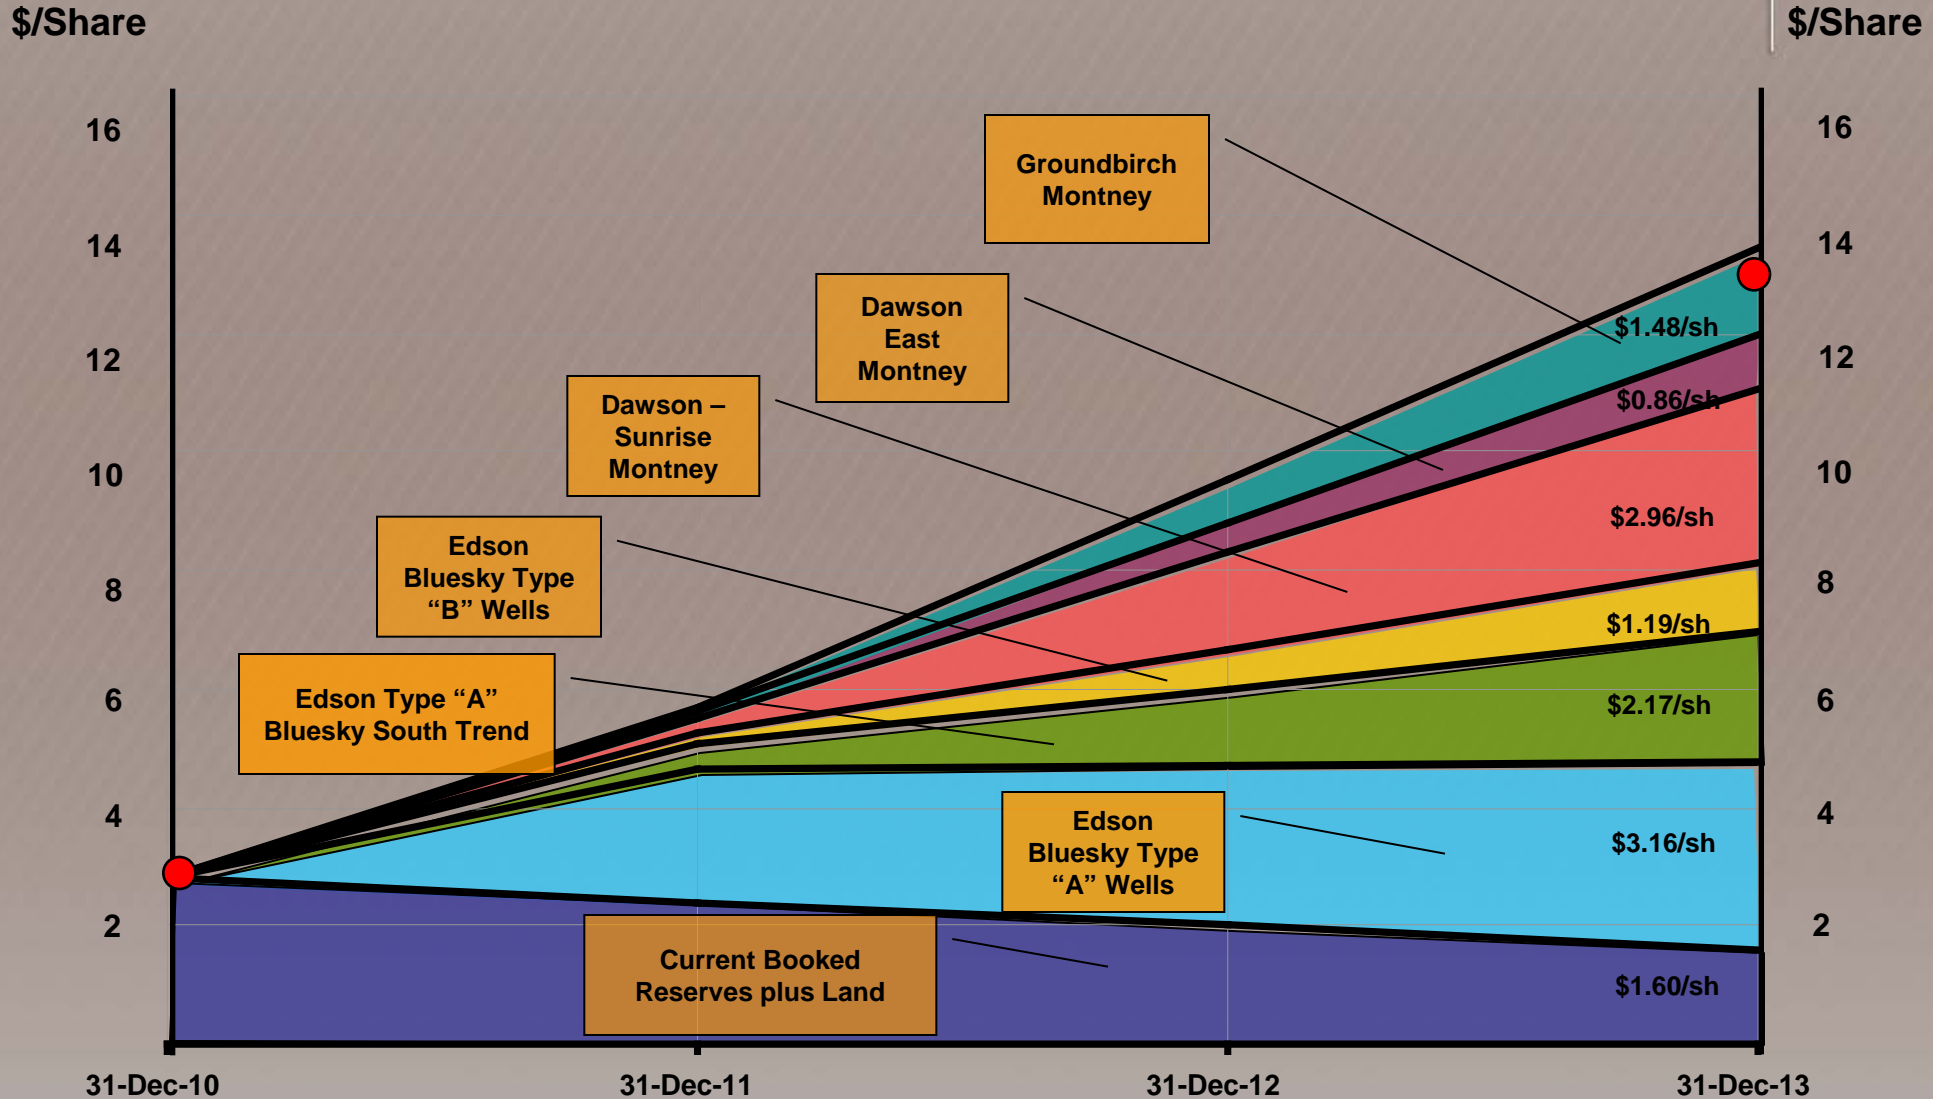 $/Share
$/Share
16
16
14
14
12
12
10
10
8
8
6
6
4
4
2
2
Groundbirch
Montney
Dawson
East
Montney
Dawson –
Sunrise
Montney
Edson
Bluesky Type
“B” Wells
Edson Type “A”
Bluesky South Trend
Edson
Bluesky Type
“A” Wells
Current Booked
Reserves plus Land
$1.48/sh
$0.86/sh
$2.96/sh
$1.19/sh
$2.17/sh
$3.16/sh
$1.60/sh
31-Dec-10
31-Dec-11
31-Dec-12
31-Dec-13